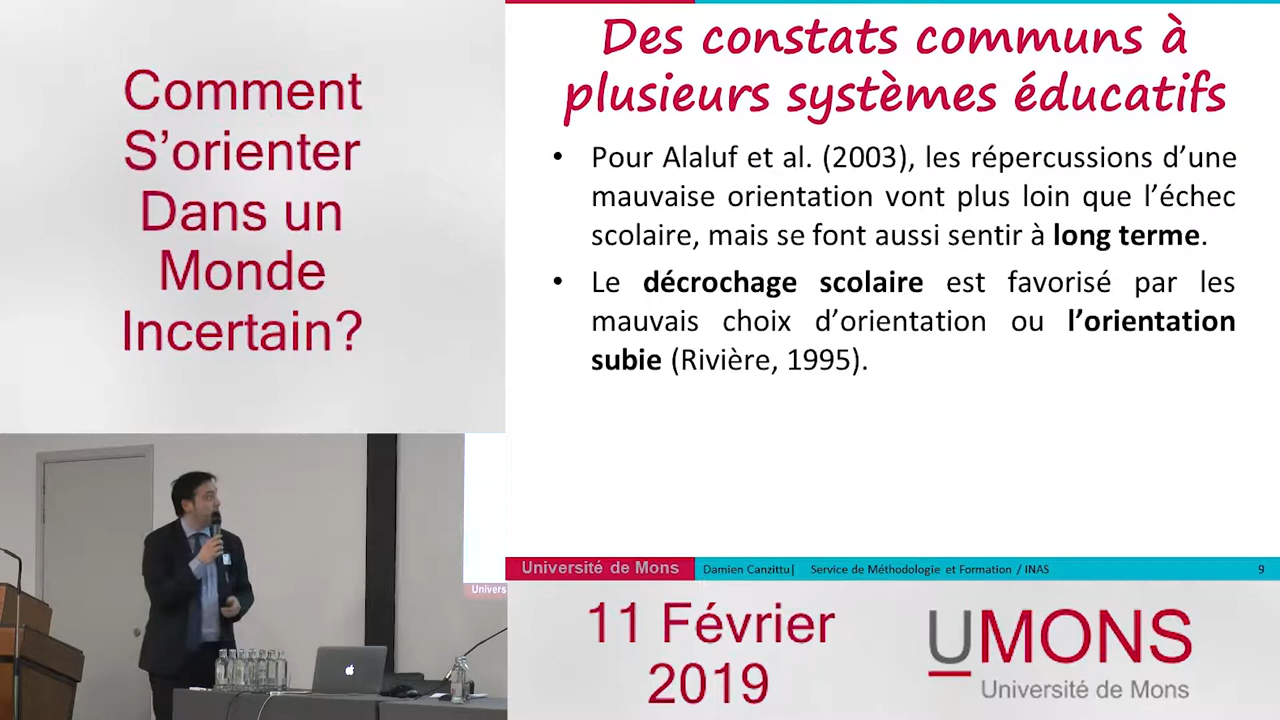 Comment
S’orienter
Dans un
Monde
Incertain?
Des constats communs à
plusieurs systèmes éducatifs
• Pour Alaluf et al. (2003), les répercussions d’une
mauvaise orientation vont plus loin que l’échec
scolaire, mais se font aussi sentir à long terme.
• Le décrochage scolaire est favorisé par les
mauvais choix d’orientation ou l’orientation
subie (Rivière, 1995).
Univers
Université de Mons Damien Canzittu| Service de Méthodologie et Formation / INAS 9
11 Février
2019
UMONS
Université de Mons